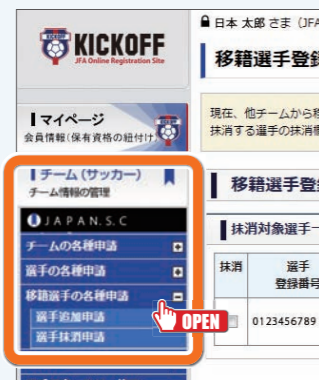 KICKOFF
JFA Online Registration Site
マイページ
会員情報(保有資格の紐付け
チーム(サッカー)
チーム情報の管理
JAPAN.S.C
チームの各種申請
選手の各種申請
移籍選手の各種申請
選手追加申請
選手抹消申請
OPEN
日本 太郎 さま (JFA
移籍選手登録
現在、他チームから移
抹消する選手の抹消欄
移籍選手登録
抹消対象選手一
抹消
選手
登録番号
0123456789